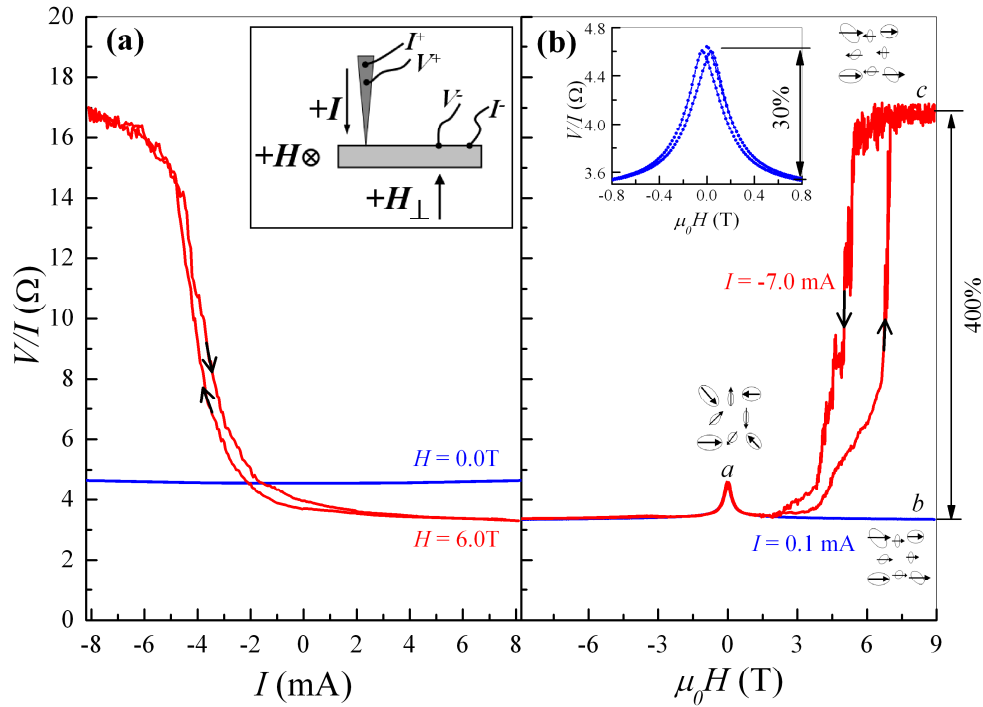 (a)
I⁺
V⁺
+I
V⁻
I⁻
+H⊗
+H⊥
H = 0.0T
H = 6.0T
V/I (Ω)
20
18
16
14
12
10
8
6
4
2
0
-8 -6 -4 -2 0 2 4 6 8
I (mA)
(b)
V/I (Ω)
4.8
4.4
4.0
3.6
-0.8 -0.4 0.0 0.4 0.8
μ₀H (T)
30%
c
I = -7.0 mA
400%
a
b
I = 0.1 mA
-6 -3 0 3 6 9
μ₀H (T)